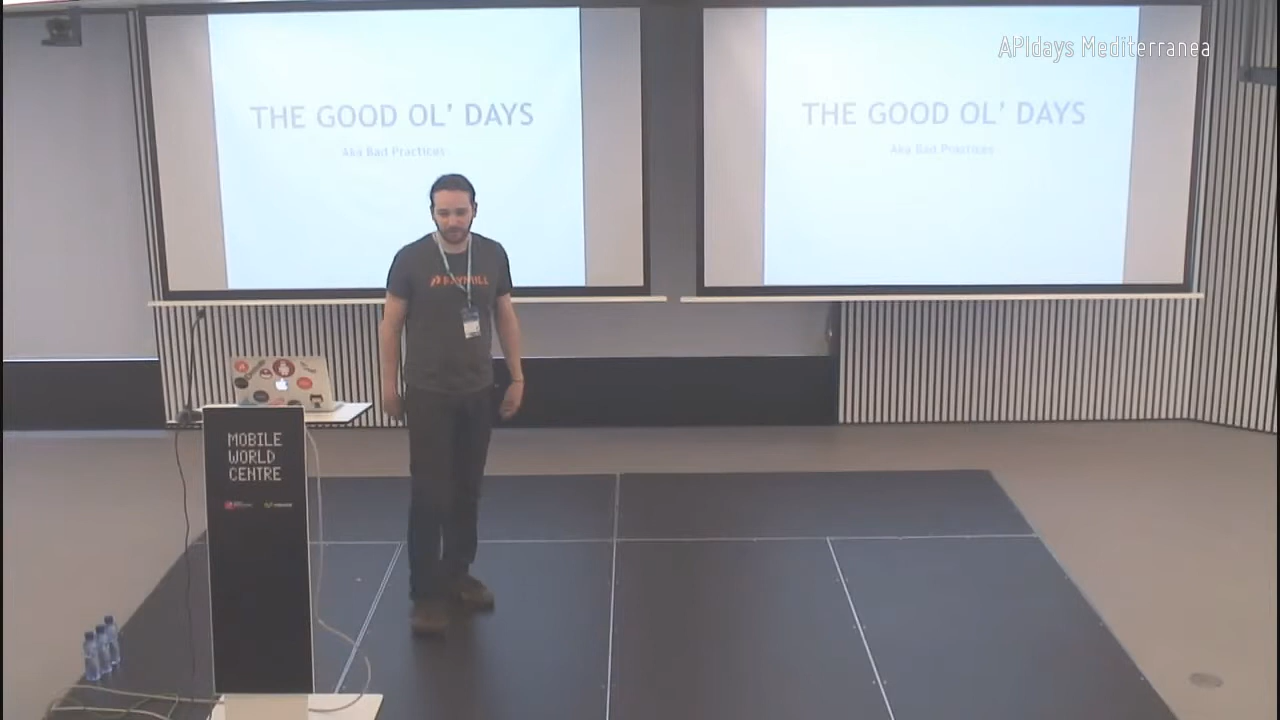 APIdays Mediterranea
THE GOOD OL' DAYS
Aka Bad Practices
THE GOOD OL' DAYS
Aka Bad Practices
PAYMILL
MOBILE
WORLD
CENTRE